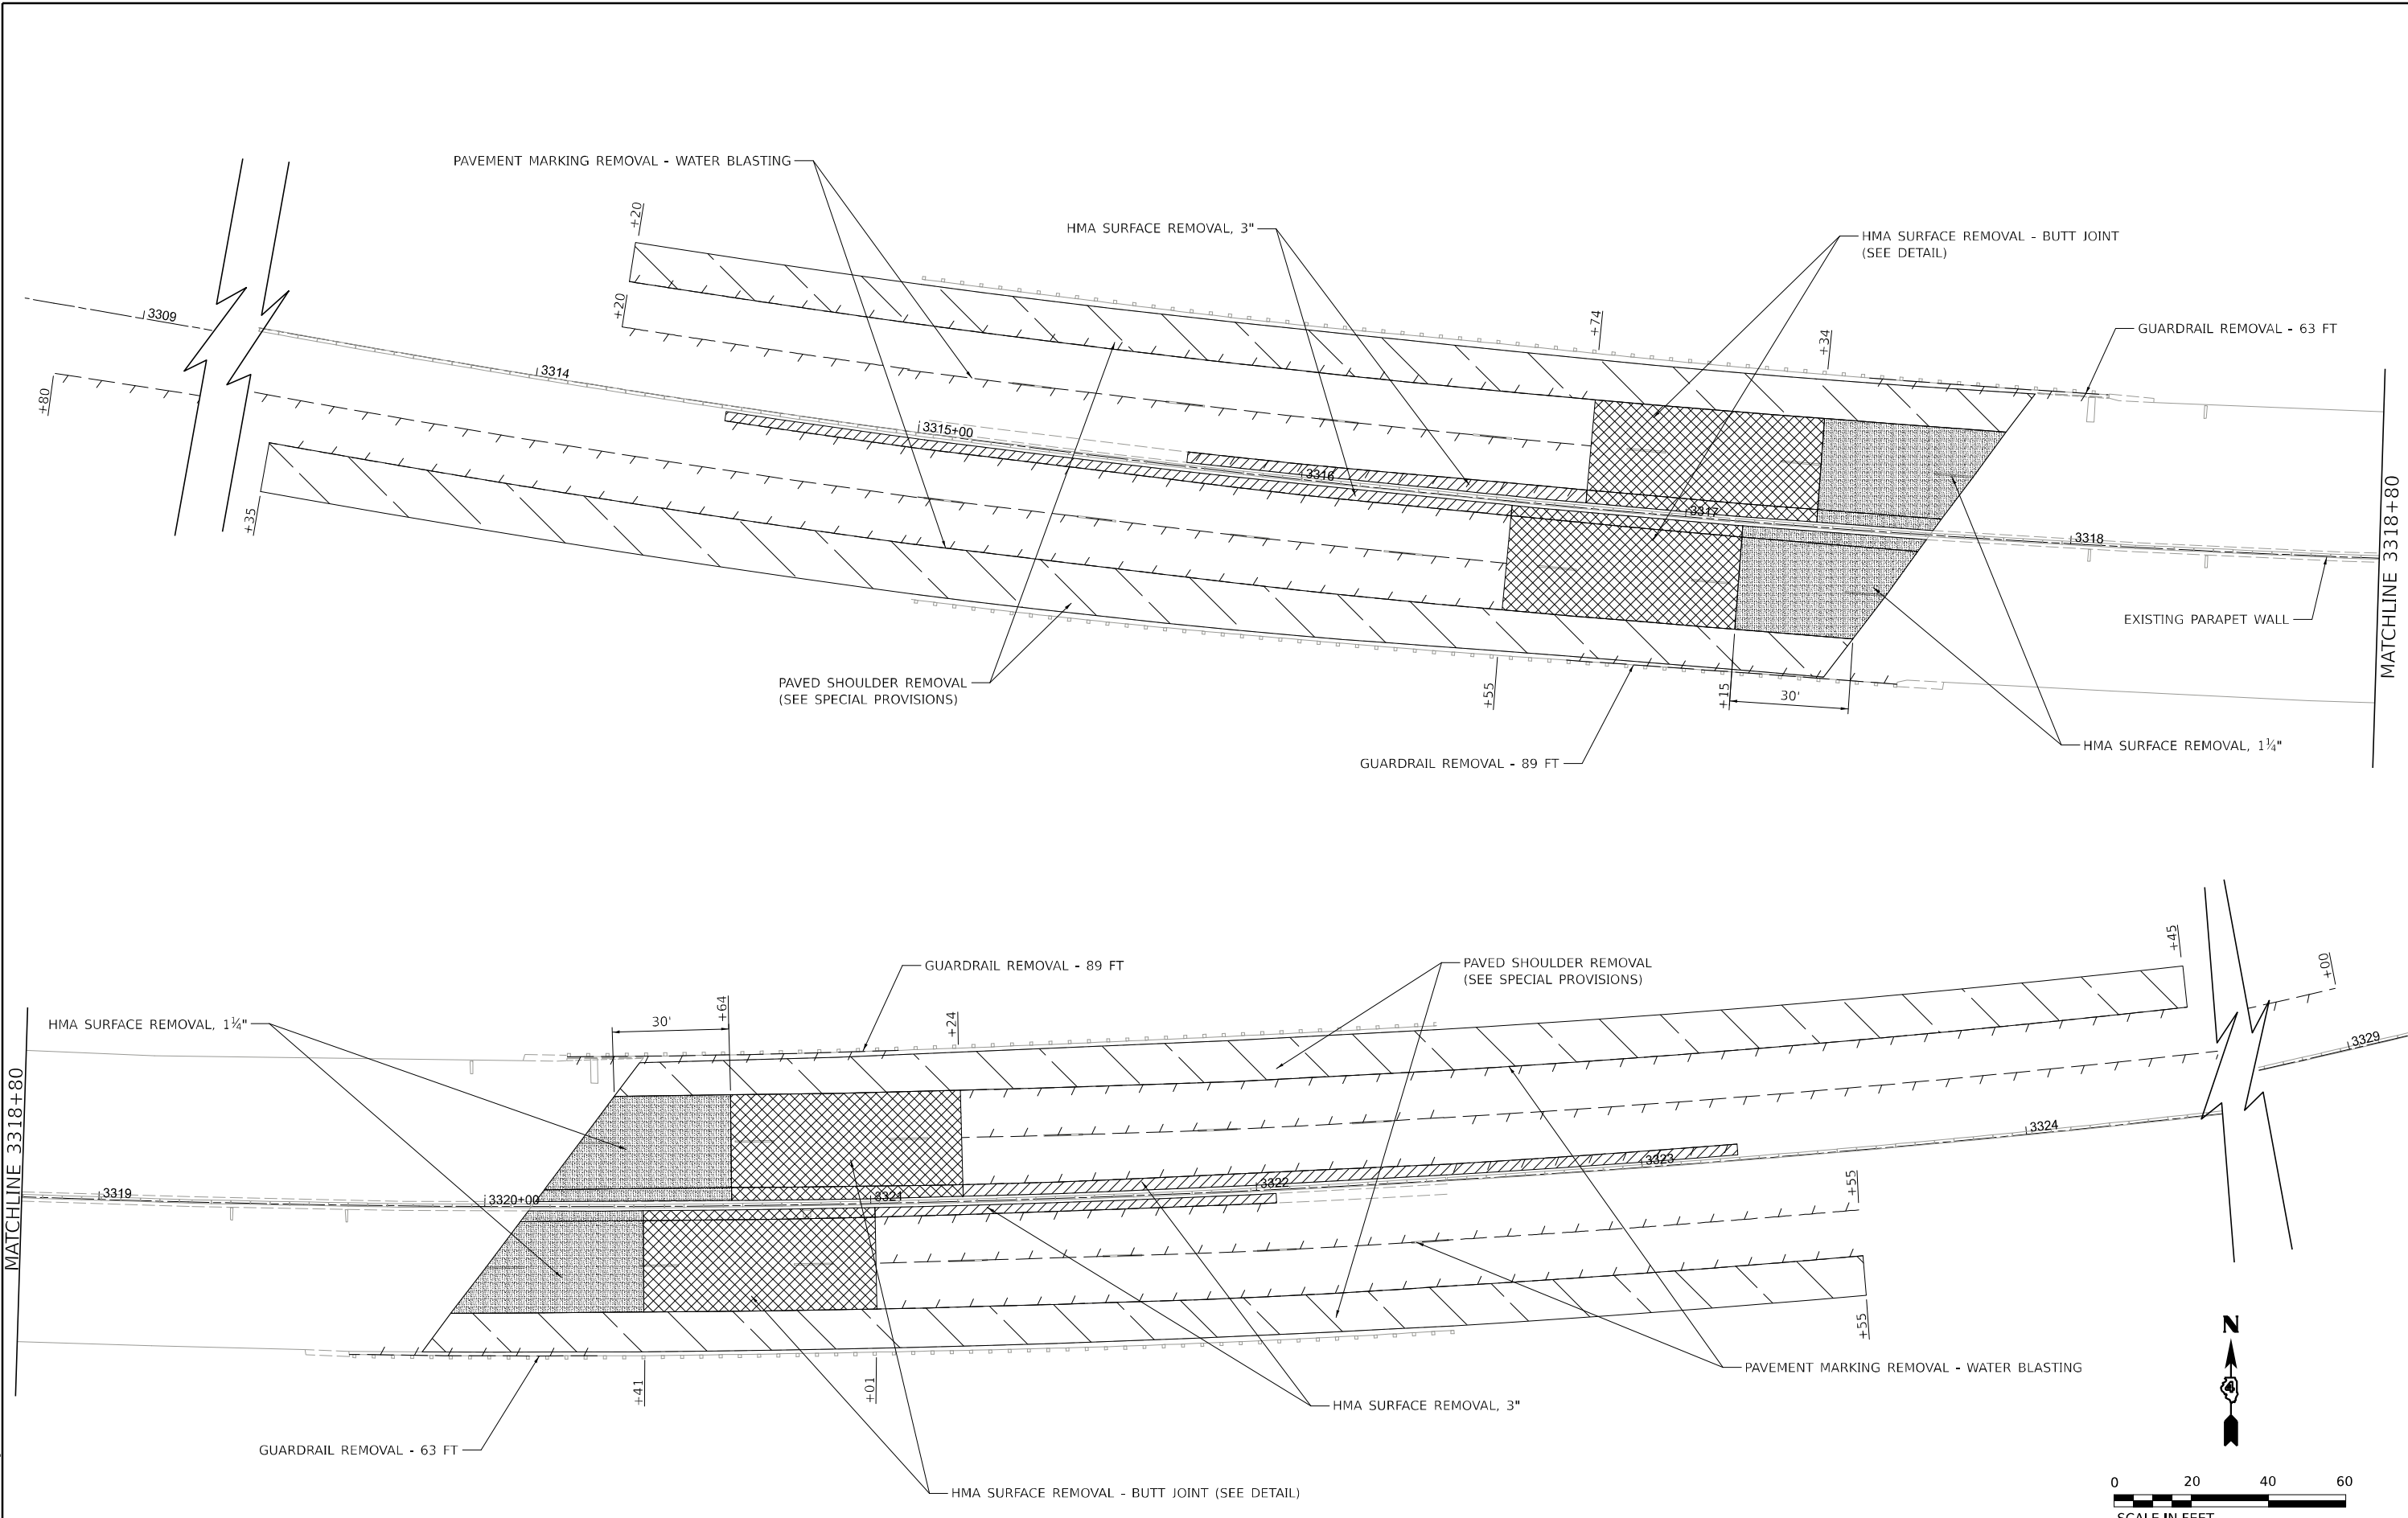 PAVEMENT MARKING REMOVAL - WATER BLASTING
+20
HMA SURFACE REMOVAL, 3"
HMA SURFACE REMOVAL - BUTT JOINT
(SEE DETAIL)
+20
3309
+74
+34
GUARDRAIL REMOVAL - 63 FT
3314
+80
3315+00
3316
3317
3318
+35
MATCHLINE 3318+80
EXISTING PARAPET WALL
PAVED SHOULDER REMOVAL
(SEE SPECIAL PROVISIONS)
+55
+15
30'
HMA SURFACE REMOVAL, 1¼"
GUARDRAIL REMOVAL - 89 FT
+45
GUARDRAIL REMOVAL - 89 FT
PAVED SHOULDER REMOVAL
(SEE SPECIAL PROVISIONS)
+00
HMA SURFACE REMOVAL, 1¼"
30'
+64
+24
3329
MATCHLINE 3318+80
3319
3320+00
3321
3322
3323
3324
+55
+55
N
4
+41
+01
PAVEMENT MARKING REMOVAL - WATER BLASTING
HMA SURFACE REMOVAL, 3"
GUARDRAIL REMOVAL - 63 FT
HMA SURFACE REMOVAL - BUTT JOINT (SEE DETAIL)
0 20 40 60
SCALE IN FEET